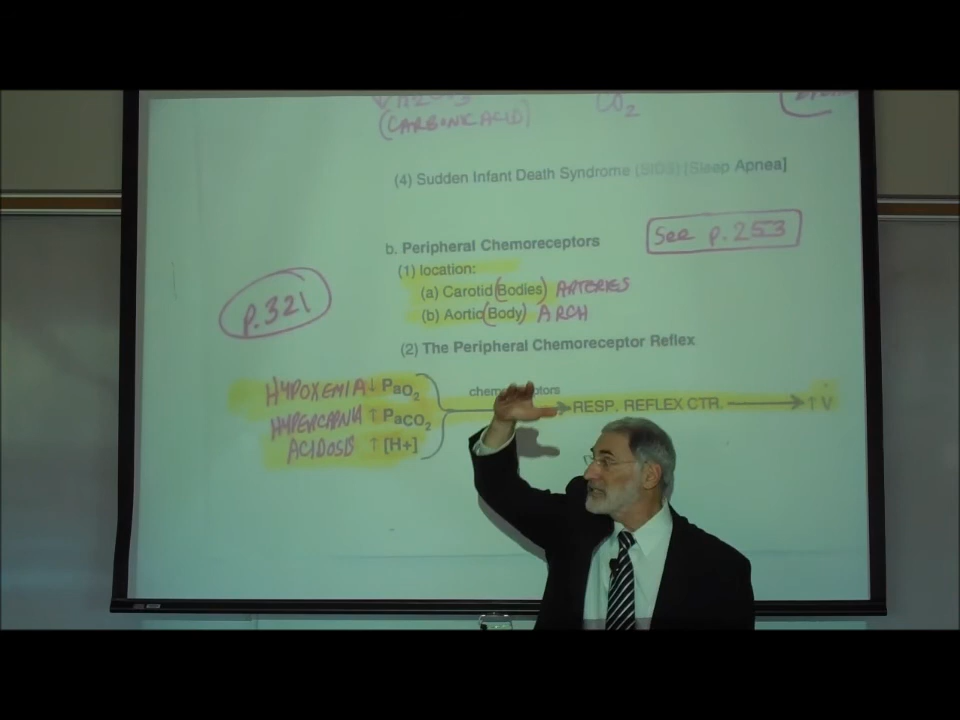 (CARBONIC ACID) CO2
(4) Sudden Infant Death Syndrome (SIDS) [Sleep Apnea]
b. Peripheral Chemoreceptors
See p.253
(1) location:
(a) Carotid (Bodies) ARTERIES
(b) Aortic (Body) ARCH
p.321
(2) The Peripheral Chemoreceptor Reflex
HYPOXEMIA ↓ PaO2
HYPERCAPNIA ↑ PaCO2
ACIDOSIS ↑ [H+]
RESP. REFLEX CTR. → ↑ V̇